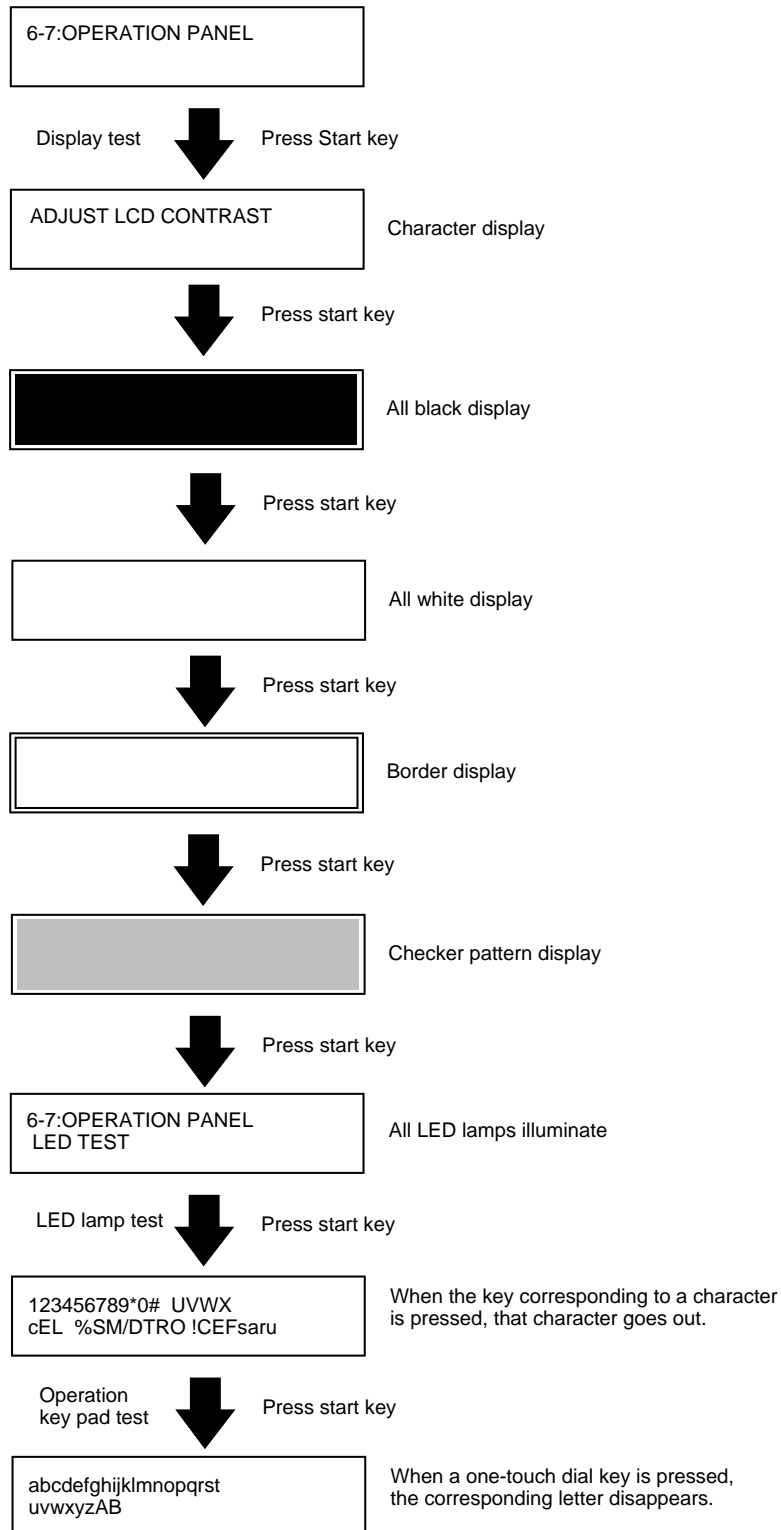 6-7:OPERATION PANEL
Display test
Press Start key
ADJUST LCD CONTRAST
Character display
Press start key
All black display
Press start key
All white display
Press start key
Border display
Press start key
Checker pattern display
Press start key
6-7:OPERATION PANEL
LED TEST
All LED lamps illuminate
LED lamp test
Press start key
123456789*0# UVWX
cEL %SM/DTRO !CEFsaru
When the key corresponding to a character
is pressed, that character goes out.
Operation
key pad test
Press start key
abcdefghijklmnopqrst
uvwxyzAB
When a one-touch dial key is pressed,
the corresponding letter disappears.